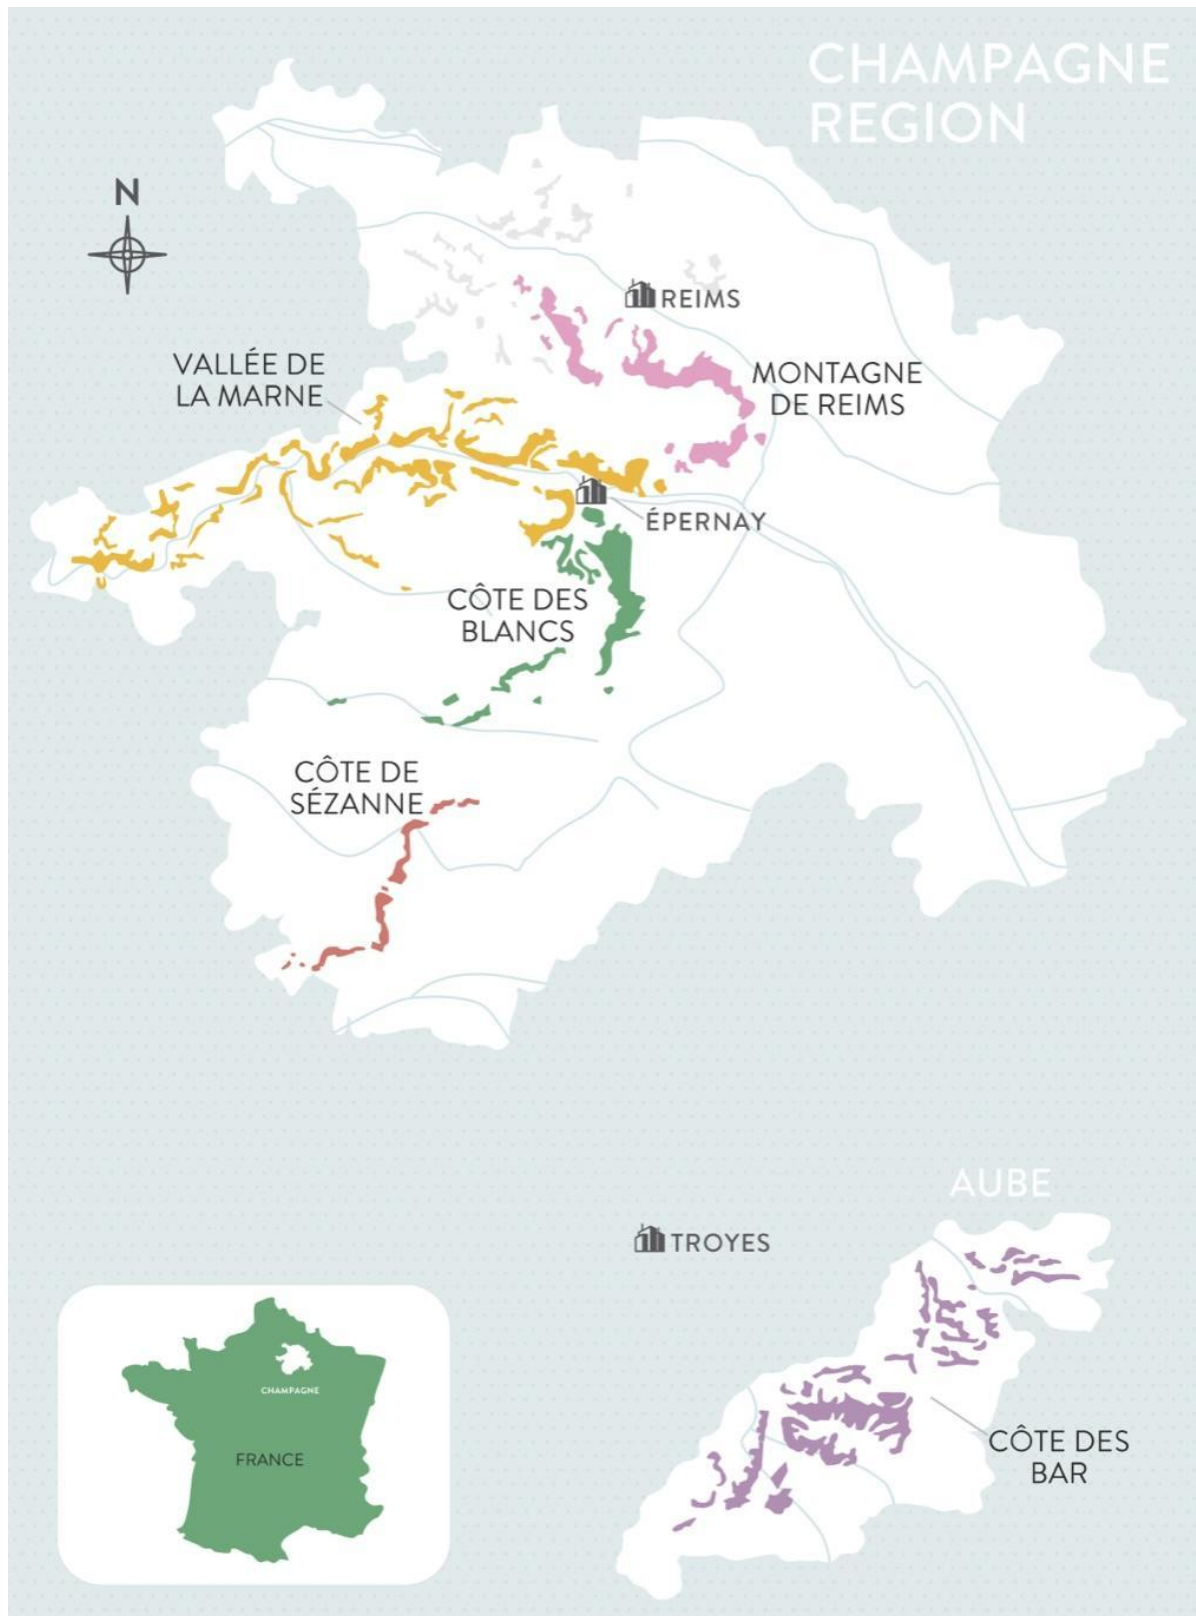 CHAMPAGNE
REGION
N
REIMS
VALLÉE DE
LA MARNE
MONTAGNE
DE REIMS
ÉPERNAY
CÔTE DES
BLANCS
CÔTE DE
SÉZANNE
AUBE
TROYES
CHAMPAGNE
FRANCE
CÔTE DES
BAR